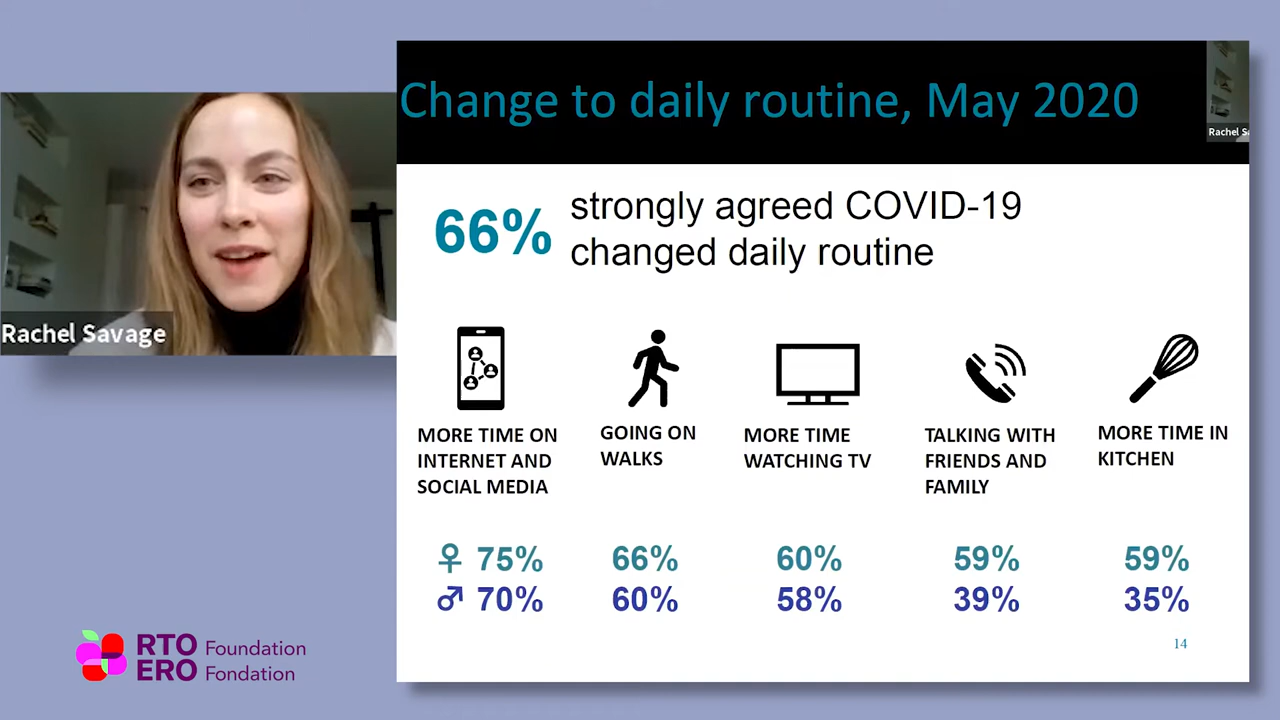 Change to daily routine, May 2020
Rachel Sa
66%
strongly agreed COVID-19
changed daily routine
Rachel Savage
MORE TIME ON
INTERNET AND
SOCIAL MEDIA
GOING ON
WALKS
MORE TIME
WATCHING TV
TALKING WITH
FRIENDS AND
FAMILY
MORE TIME IN
KITCHEN
♀ 75% 66% 60% 59% 59%
♂ 70% 60% 58% 39% 35%
14
RTO Foundation
ERO Fondation